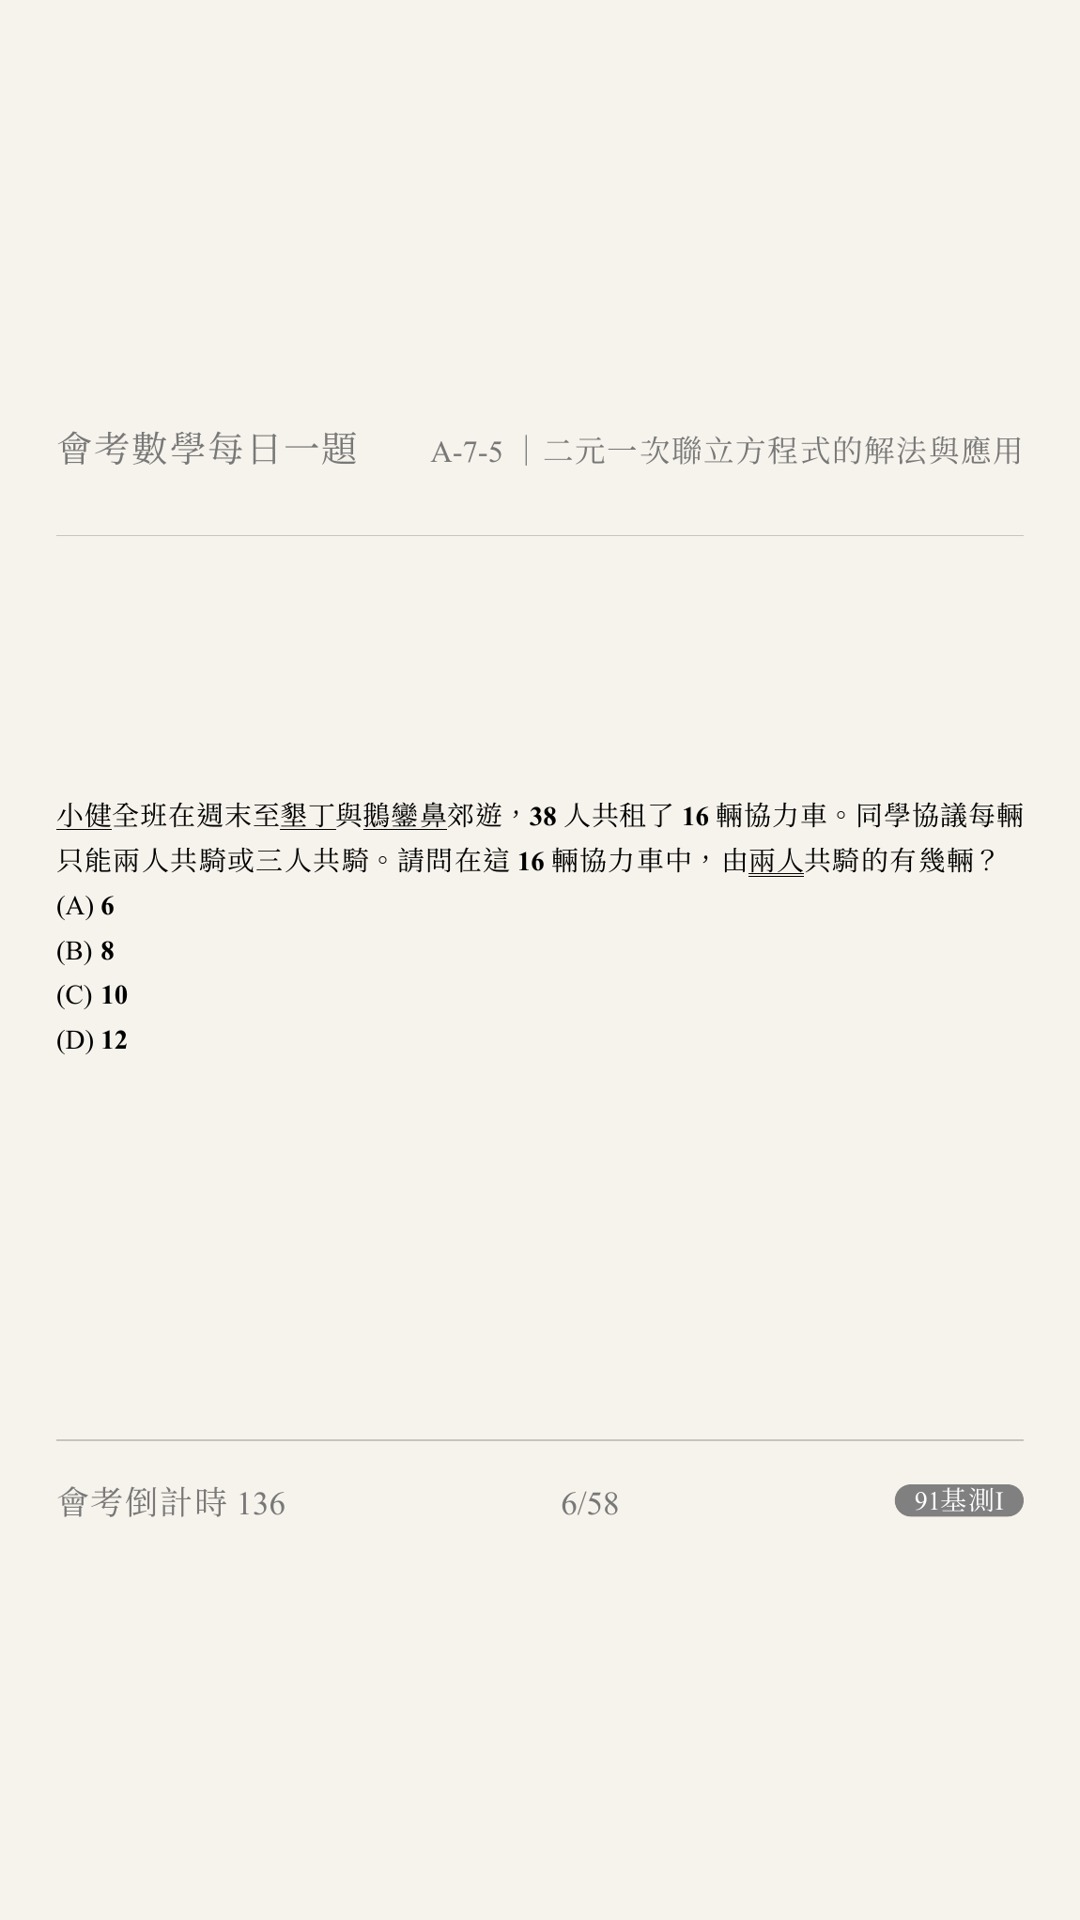 會考數學每日一題
A-7-5｜二元一次聯立方程式的解法與應用
小健全班在週末至墾丁與鵝鑾鼻郊遊，38 人共租了 16 輛協力車。同學協議每輛
只能兩人共騎或三人共騎。請問在這 16 輛協力車中，由兩人共騎的有幾輛？
(A) 6
(B) 8
(C) 10
(D) 12
會考倒計時 136
6/58
91基測I